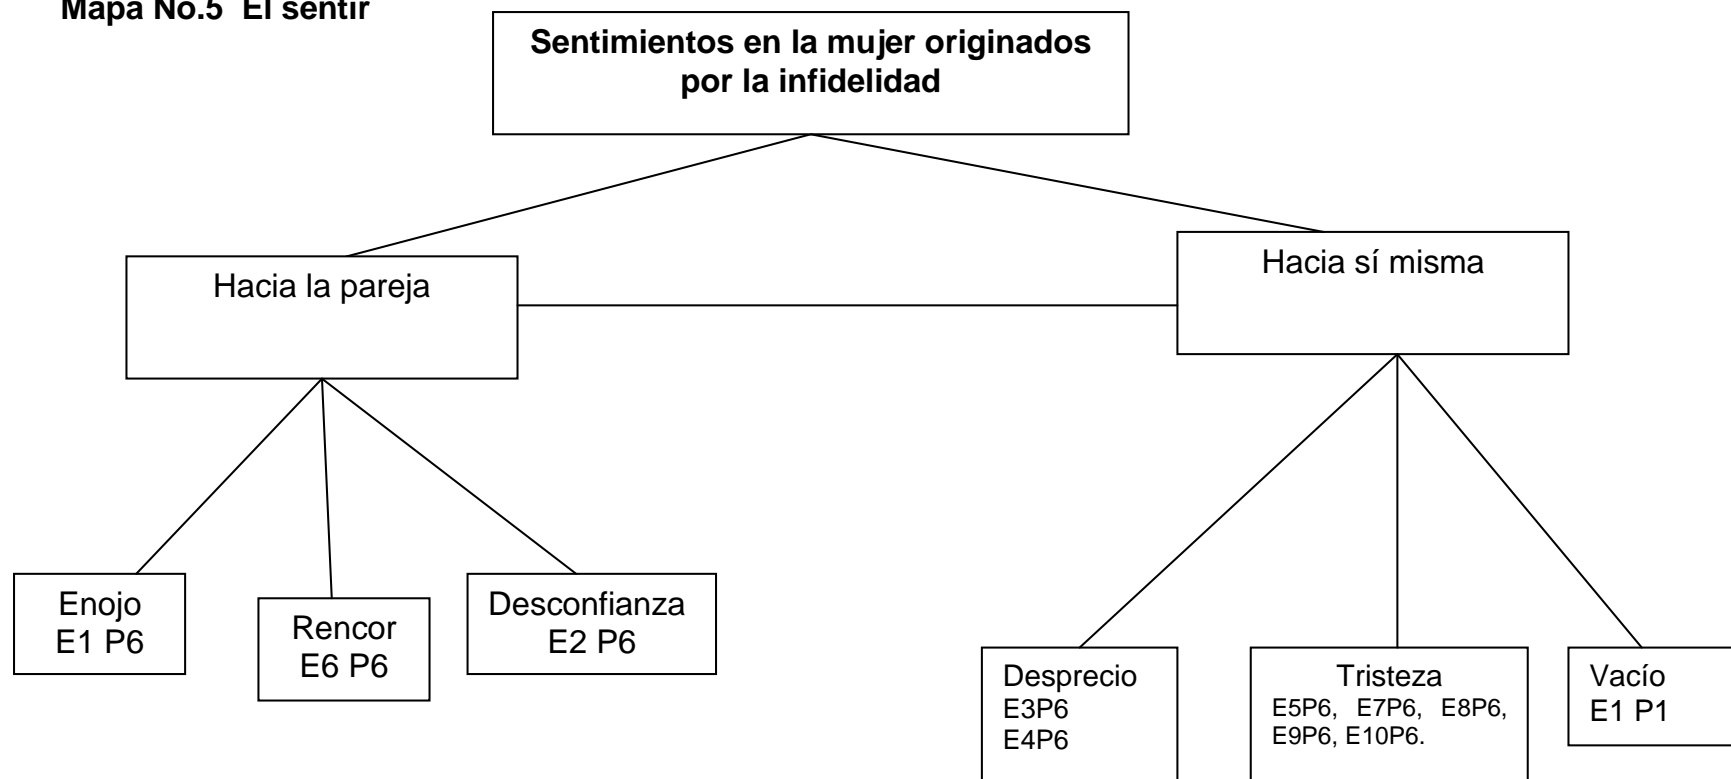 Mapa No.5 El sentir
Sentimientos en la mujer originados
por la infidelidad
Hacia la pareja
Hacia sí misma
Enojo
E1 P6
Rencor
E6 P6
Desconfianza
E2 P6
Desprecio
E3P6
E4P6
Tristeza
E5P6, E7P6, E8P6,
E9P6, E10P6.
Vacío
E1 P1